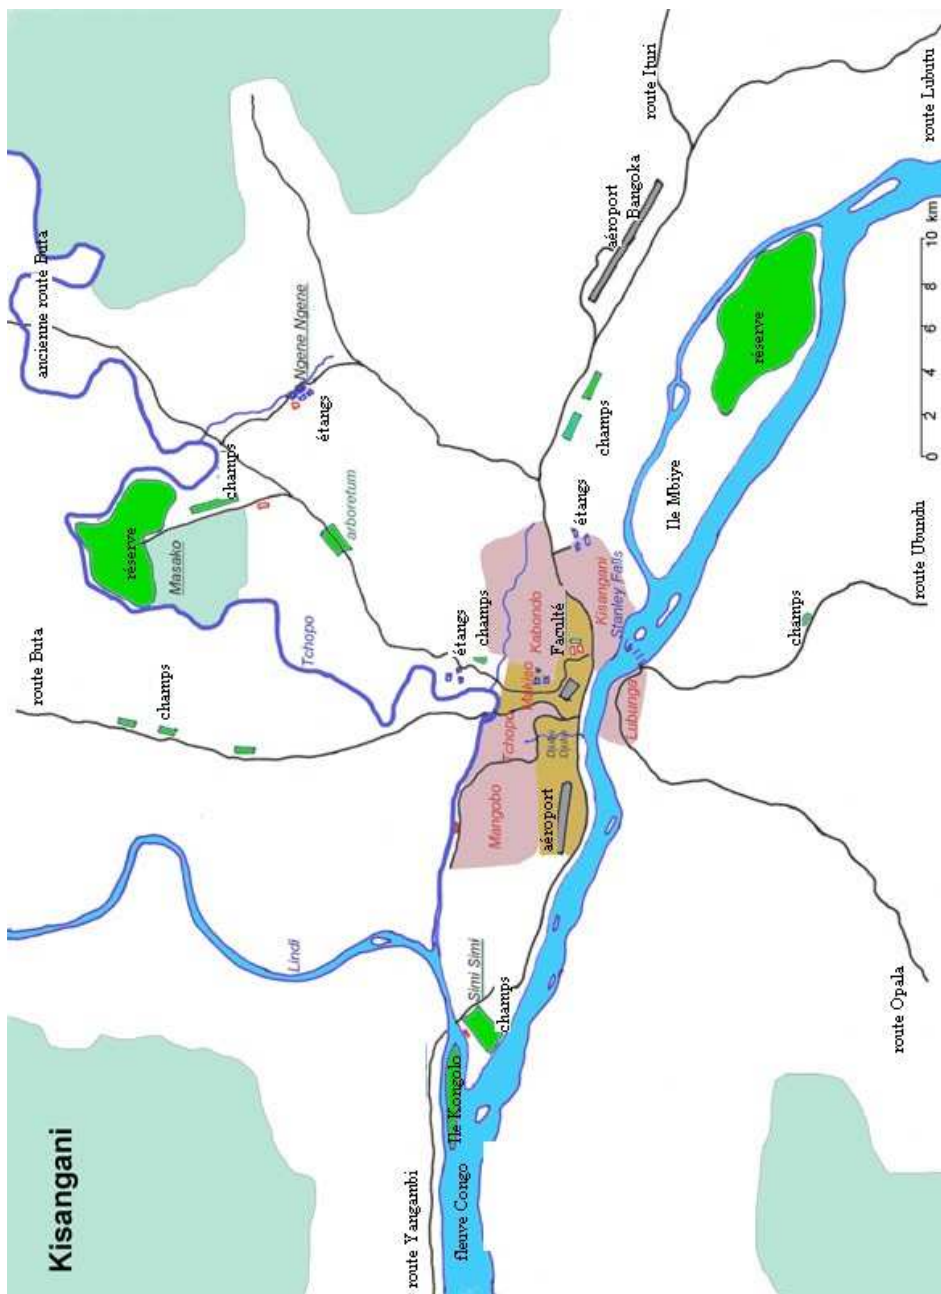 Kisangani
route Buta
ancienne route Buta
réserve
champs
Masako
champs
Lindi
Tchopo
Ngene Ngene
étangs
arboretum
route Yangambi
Ile Kongolo
fleuve Congo
étangs
Simi Simi
champs
Mangobo
champs
Tchopo
Makiso
Kabondo
aéroport
Faculté
étangs
Kisangani
Stanley Falls
champs
aéroport
Bangoka
Lubunga
route Ituri
Ile Mbiye
réserve
champs
route Lubutu
route Opala
route Ubundu
0 2 4 6 8 10 km